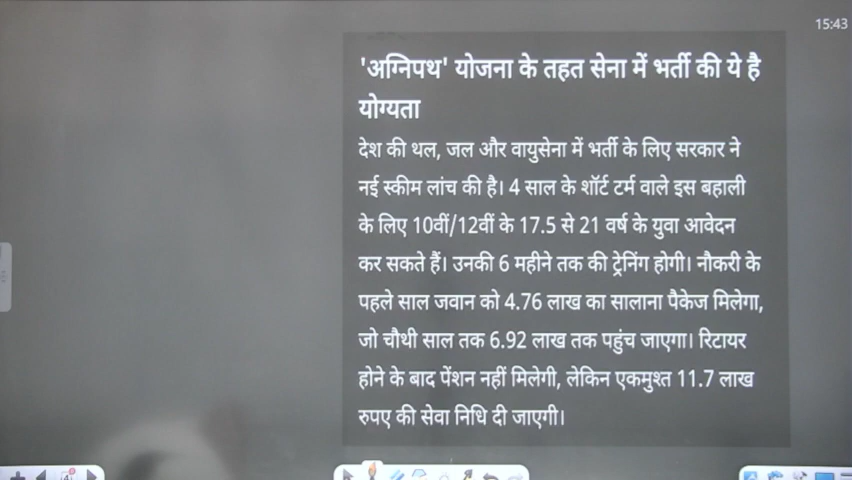 15:43
'अग्निपथ' योजना के तहत सेना में भर्ती की ये है
योग्यता
देश की थल, जल और वायुसेना में भर्ती के लिए सरकार ने
नई स्कीम लांच की है। 4 साल के शॉर्ट टर्म वाले इस बहाली
के लिए 10वीं/12वीं के 17.5 से 21 वर्ष के युवा आवेदन
कर सकते हैं। उनकी 6 महीने तक की ट्रेनिंग होगी। नौकरी के
पहले साल जवान को 4.76 लाख का सालाना पैकेज मिलेगा,
जो चौथी साल तक 6.92 लाख तक पहुंच जाएगा। रिटायर
होने के बाद पेंशन नहीं मिलेगी, लेकिन एकमुश्त 11.7 लाख
रुपए की सेवा निधि दी जाएगी।